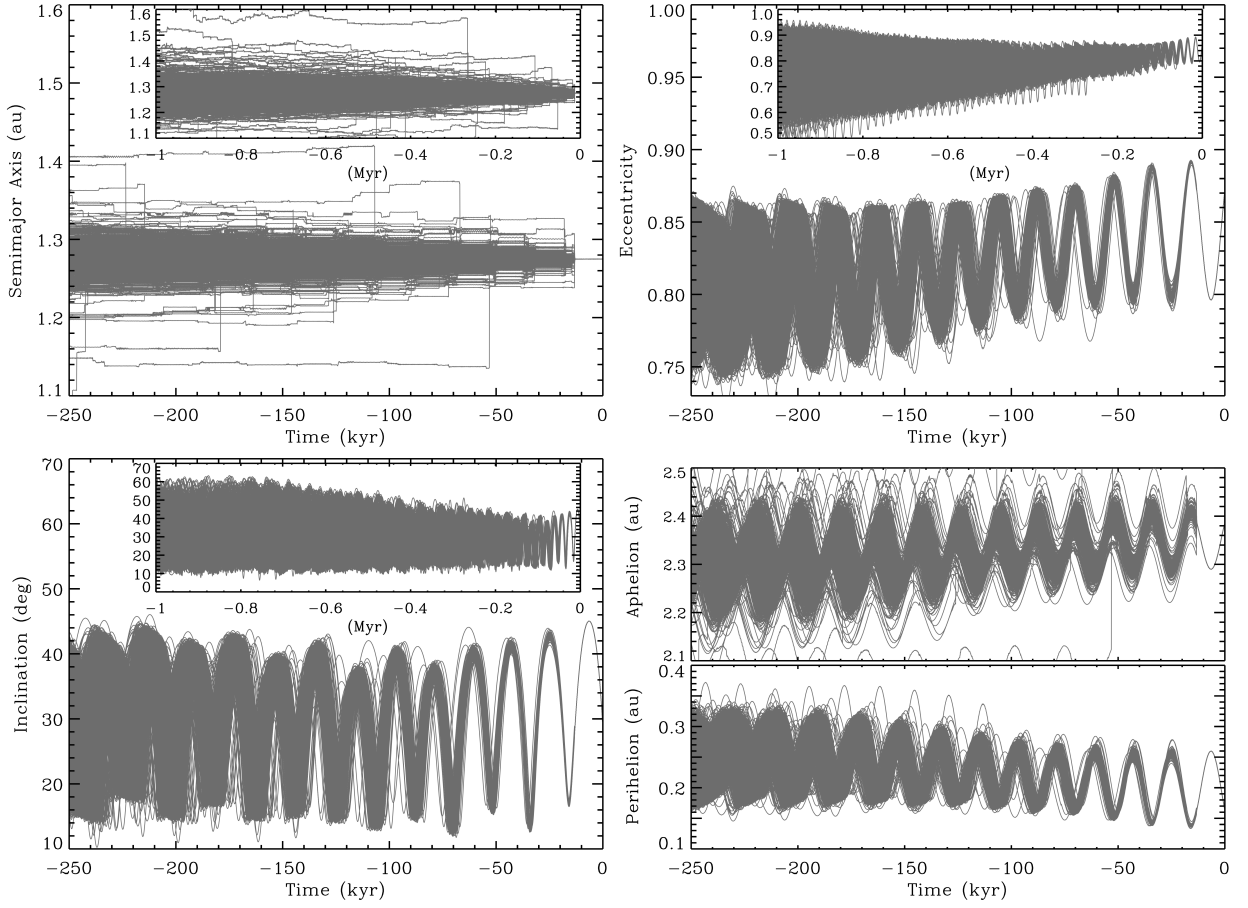 1.6
1.5
1.4
1.3
1.2
1.1
Semimajor Axis (au)
1.6
1.5
1.4
1.3
1.2
1.1
−1 −0.8 −0.6 −0.4 −0.2 0
(Myr)
−250 −200 −150 −100 −50 0
Time (kyr)
1.00
0.95
0.90
0.85
0.80
0.75
Eccentricity
1.0
0.9
0.8
0.7
0.6
0.5
−1 −0.8 −0.6 −0.4 −0.2 0
(Myr)
−250 −200 −150 −100 −50 0
Time (kyr)
70
60
50
40
30
20
10
Inclination (deg)
70
60
50
40
30
20
10
0
−1 −0.8 −0.6 −0.4 −0.2 0
(Myr)
−250 −200 −150 −100 −50 0
Time (kyr)
2.5
2.4
2.3
2.2
2.1
Aphelion (au)
0.4
0.3
0.2
0.1
Perihelion (au)
−250 −200 −150 −100 −50 0
Time (kyr)